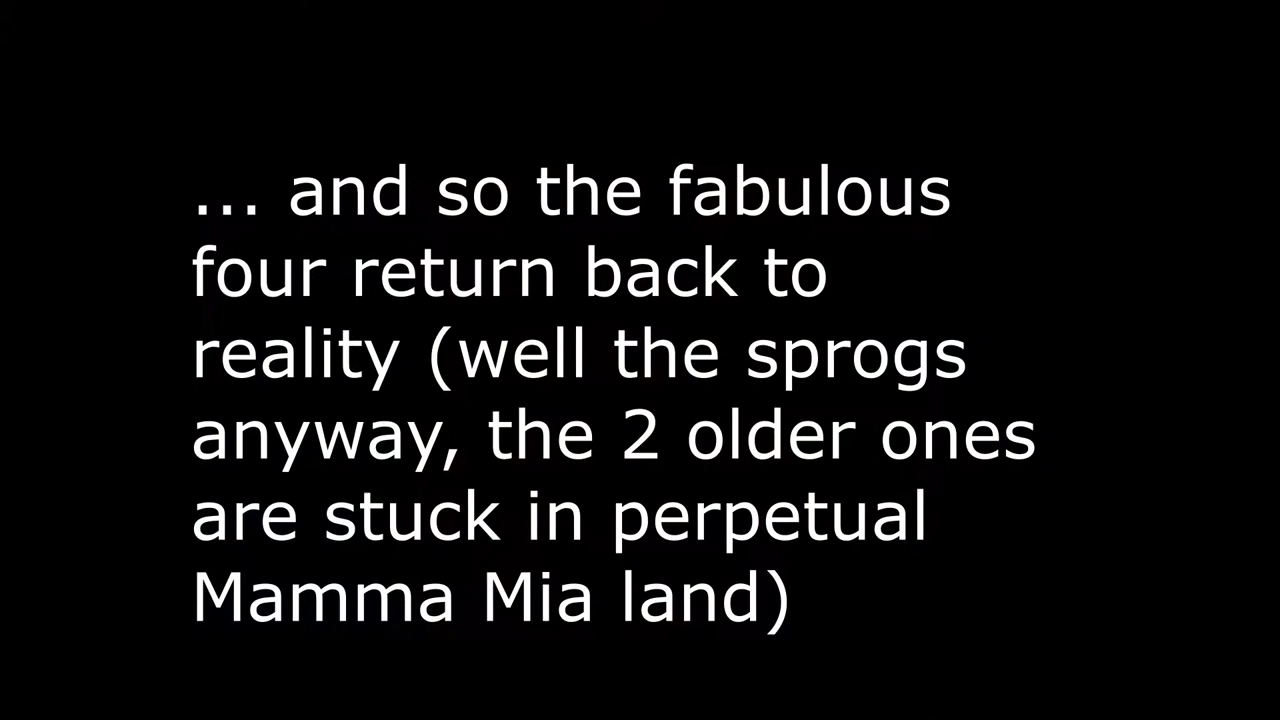 ... and so the fabulous
four return back to
reality (well the sprogs
anyway, the 2 older ones
are stuck in perpetual
Mamma Mia land)